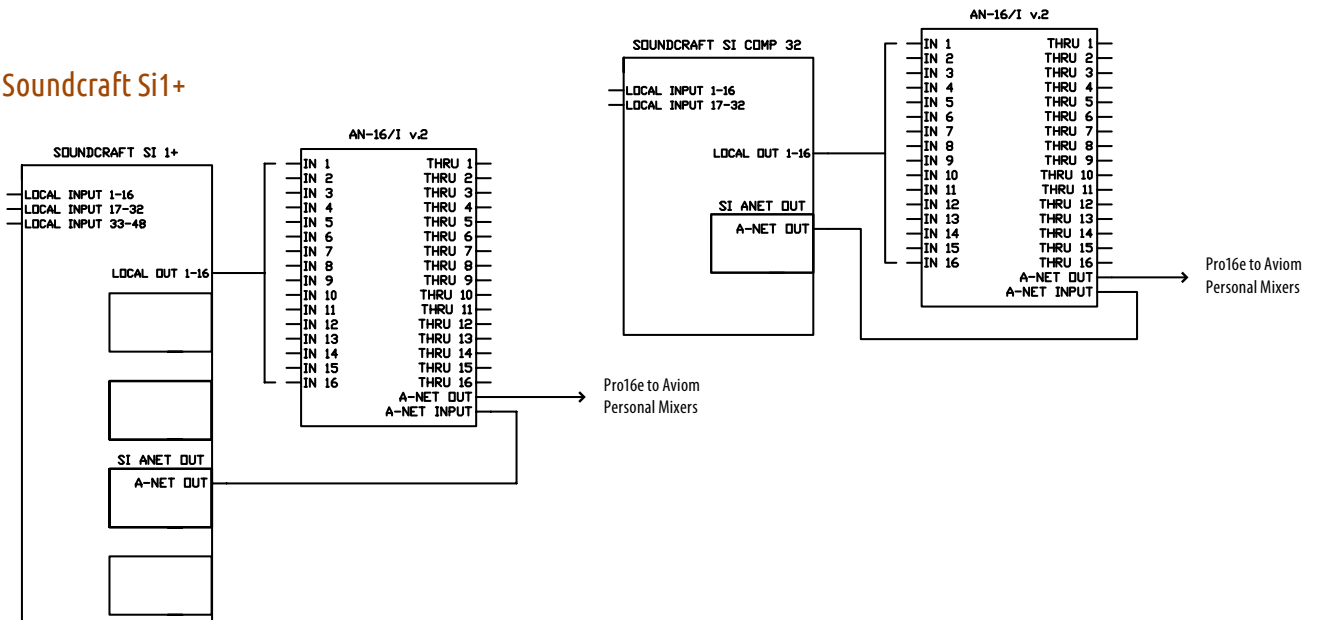 Soundcraft Si1+
SOUNDCRAFT SI 1+
LOCAL INPUT 1-16
LOCAL INPUT 17-32
LOCAL INPUT 33-48
LOCAL OUT 1-16
SI ANET OUT
A-NET OUT
AN-16/I v.2
IN 1 THRU 1
IN 2 THRU 2
IN 3 THRU 3
IN 4 THRU 4
IN 5 THRU 5
IN 6 THRU 6
IN 7 THRU 7
IN 8 THRU 8
IN 9 THRU 9
IN 10 THRU 10
IN 11 THRU 11
IN 12 THRU 12
IN 13 THRU 13
IN 14 THRU 14
IN 15 THRU 15
IN 16 THRU 16
A-NET OUT
A-NET INPUT
Pro16e to Aviom
Personal Mixers
SOUNDCRAFT SI COMP 32
LOCAL INPUT 1-16
LOCAL INPUT 17-32
LOCAL OUT 1-16
SI ANET OUT
A-NET OUT
AN-16/I v.2
IN 1 THRU 1
IN 2 THRU 2
IN 3 THRU 3
IN 4 THRU 4
IN 5 THRU 5
IN 6 THRU 6
IN 7 THRU 7
IN 8 THRU 8
IN 9 THRU 9
IN 10 THRU 10
IN 11 THRU 11
IN 12 THRU 12
IN 13 THRU 13
IN 14 THRU 14
IN 15 THRU 15
IN 16 THRU 16
A-NET OUT
A-NET INPUT
Pro16e to Aviom
Personal Mixers